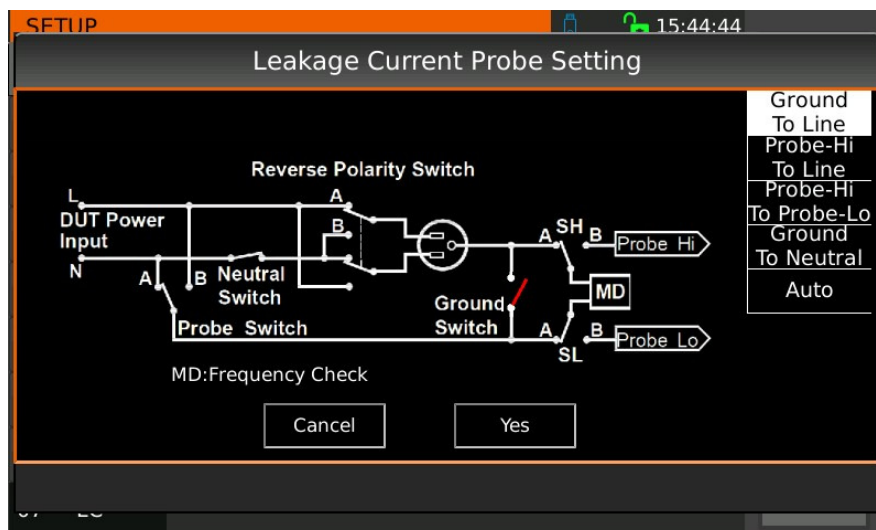 SETUP
15:44:44
Leakage Current Probe Setting
Ground
To Line
Probe-Hi
To Line
Probe-Hi
To Probe-Lo
Ground
To Neutral
Auto
Reverse Polarity Switch
L
A
DUT Power
Input
B
N
A
B
Neutral
Switch
Probe Switch
Ground
Switch
A
SH
B
Probe Hi
MD
A
B
Probe Lo
SL
MD:Frequency Check
Cancel
Yes